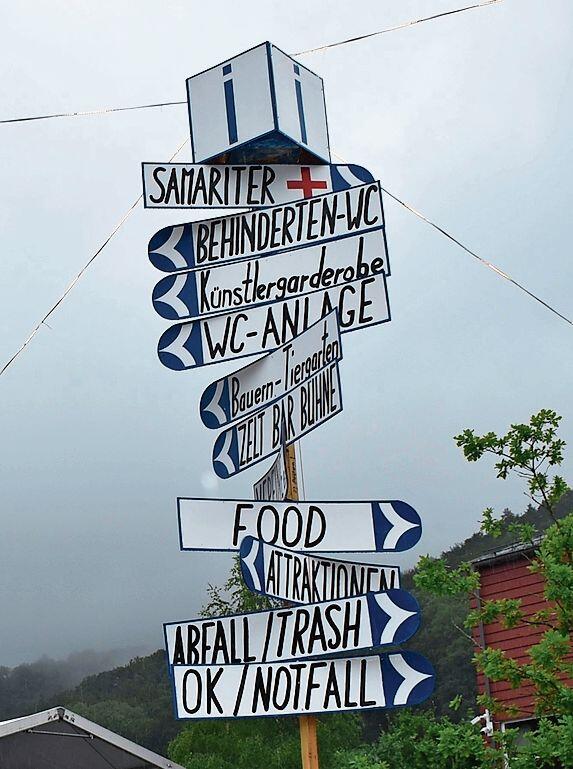 i i
SAMARITER
BEHINDERTEN-WC
Künstlergarderobe
WC-ANLAGE
Bauern-Tiergarten
ZELT BAR BÜHNE
FOOD
ATTRAKTIONEN
ABFALL/TRASH
OK/NOTFALL